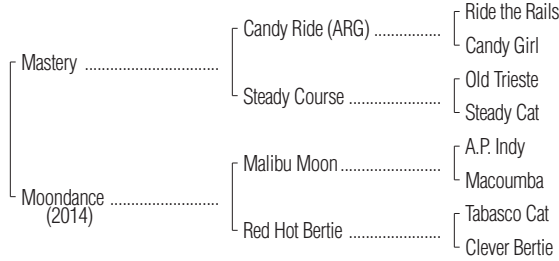 Ride the Rails
Candy Ride (ARG) ..................
Candy Girl
Mastery .....................................
Old Trieste
Steady Course .........................
Steady Cat
A.P. Indy
Malibu Moon ............................
Macoumba
Moondance ..............................
(2014)
Tabasco Cat
Red Hot Bertie .........................
Clever Bertie